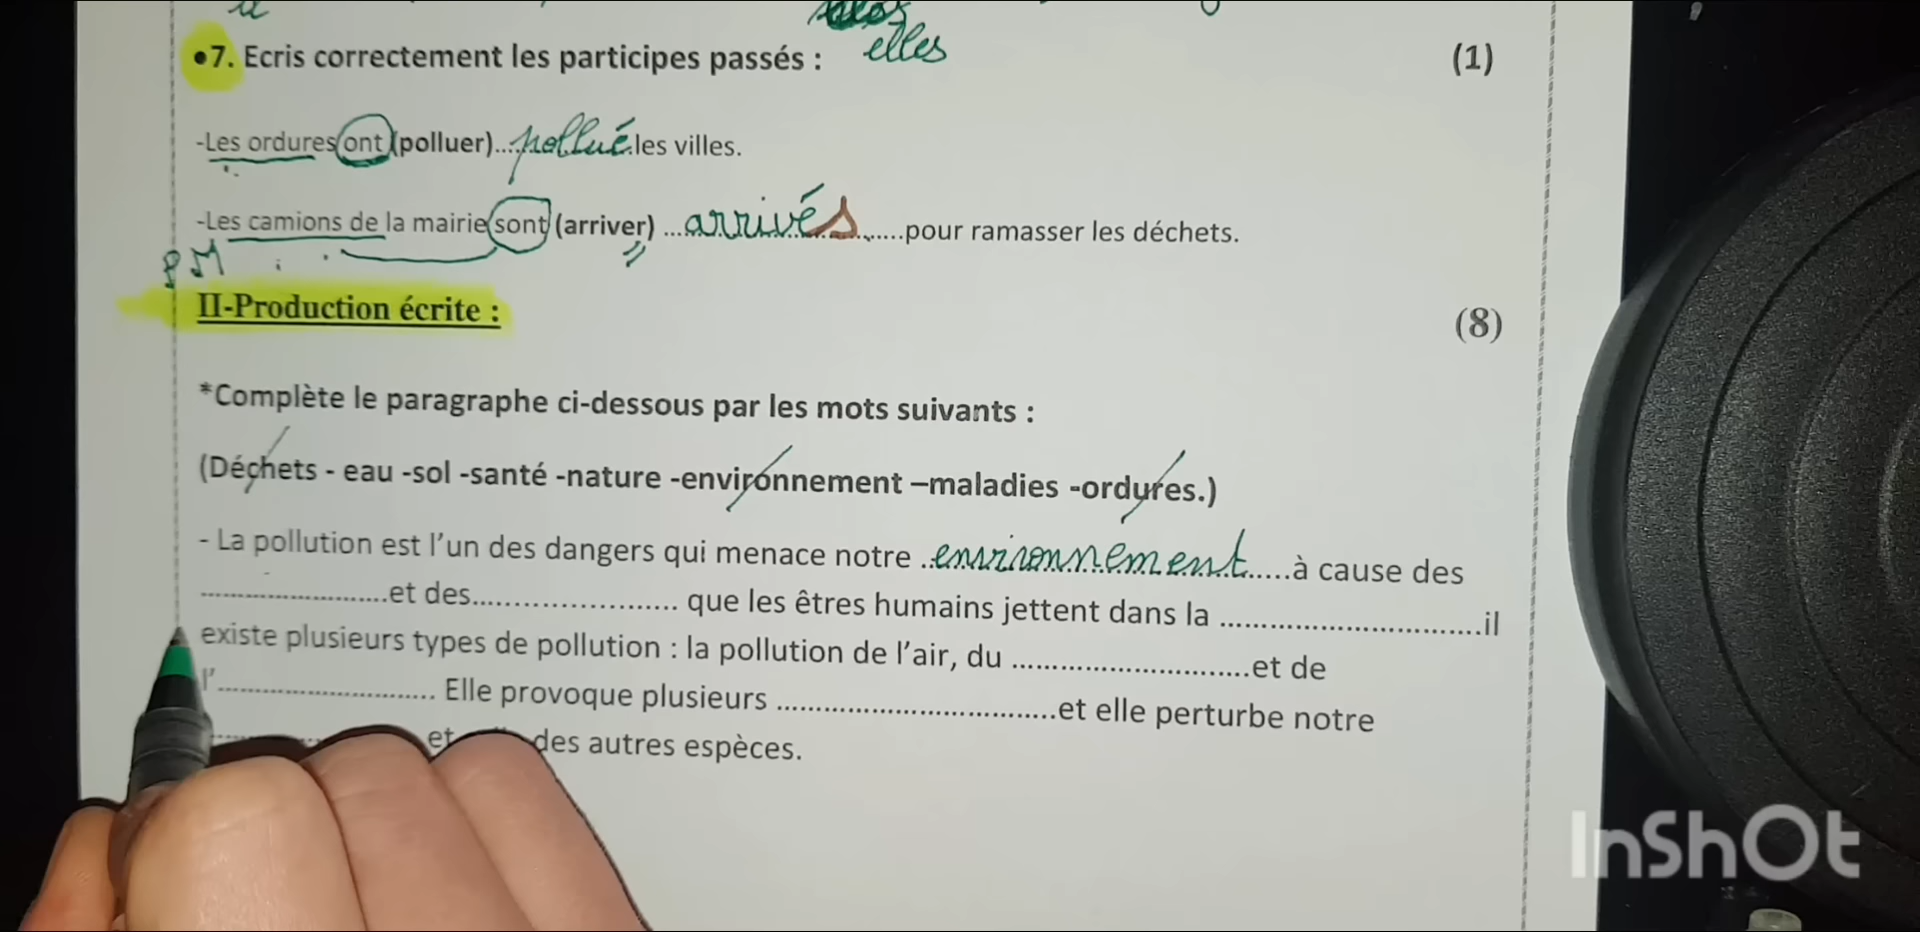 elles
•7. Ecris correctement les participes passés : (1)
-Les ordures ont (polluer)....pollué.les villes.
-Les camions de la mairie sont (arriver) ...arrivés......pour ramasser les déchets.
P M
II-Production écrite : (8)
*Complète le paragraphe ci-dessous par les mots suivants :
(Déchets - eau -sol -santé -nature -environnement –maladies -ordures.)
- La pollution est l'un des dangers qui menace notre ..environnement.....à cause des
............................et des......................... que les êtres humains jettent dans la ................................il
existe plusieurs types de pollution : la pollution de l'air, du .............................et de
l'............................. Elle provoque plusieurs ....................................et elle perturbe notre
.............. et des autres espèces.
InShOt